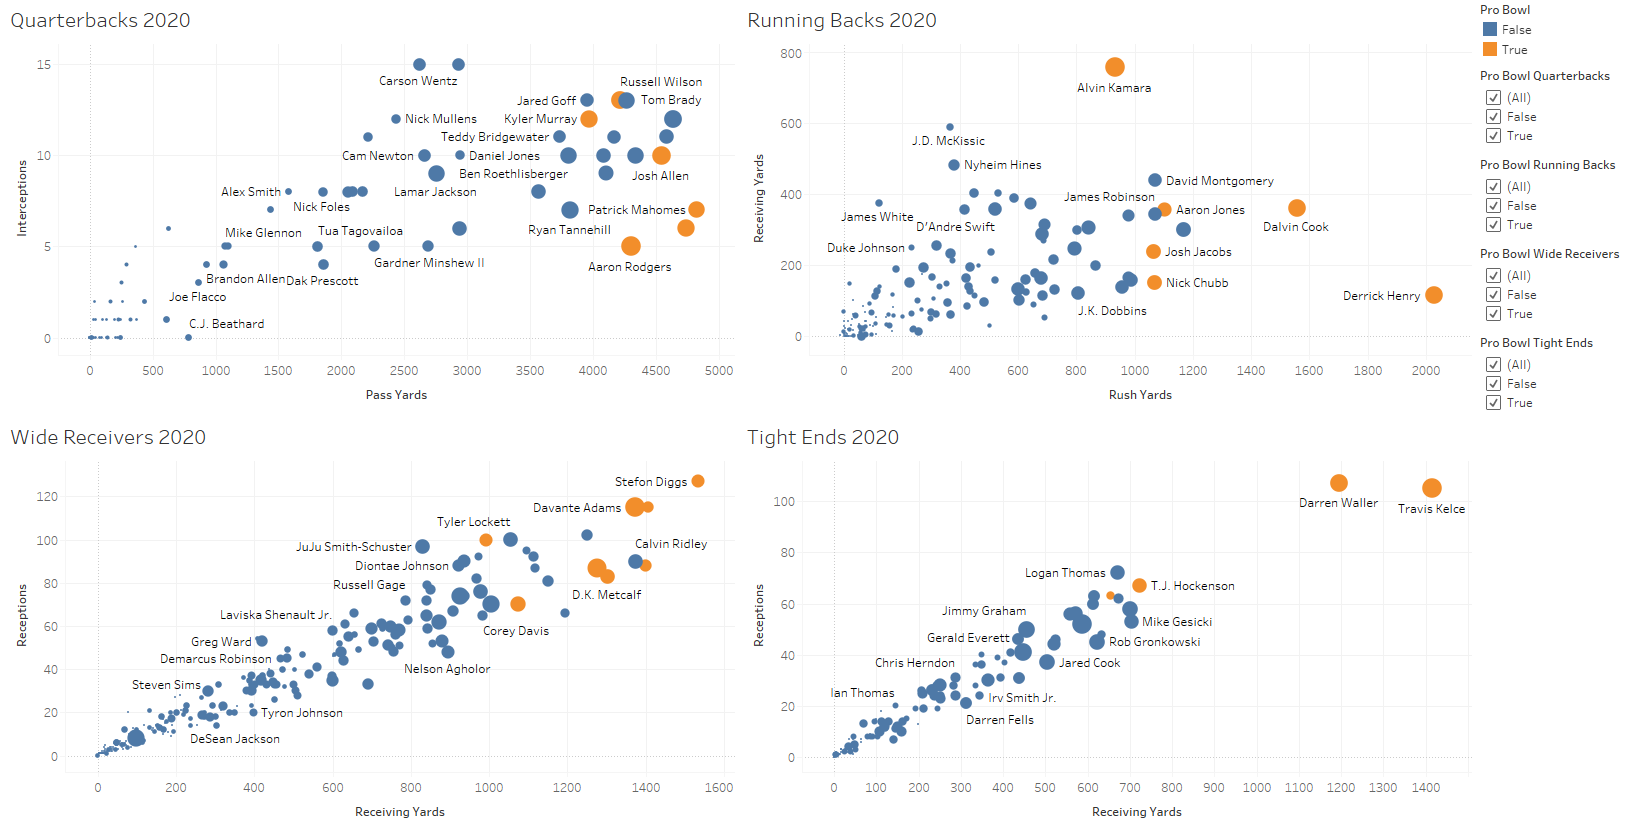 Quarterbacks 2020
Interceptions
15
10
5
0
Carson Wentz
Russell Wilson
Jared Goff
Tom Brady
Nick Mullens
Kyler Murray
Teddy Bridgewater
Cam Newton
Daniel Jones
Ben Roethlisberger
Josh Allen
Alex Smith
Lamar Jackson
Nick Foles
Patrick Mahomes
Mike Glennon
Tua Tagovailoa
Ryan Tannehill
Gardner Minshew II
Aaron Rodgers
Brandon Allen
Dak Prescott
Joe Flacco
C.J. Beathard
0
500
1000
1500
2000
2500
3000
3500
4000
4500
5000
Pass Yards
Running Backs 2020
Receiving Yards
800
600
400
200
0
Alvin Kamara
J.D. McKissic
Nyheim Hines
David Montgomery
James Robinson
James White
D'Andre Swift
Aaron Jones
Dalvin Cook
Duke Johnson
Josh Jacobs
Nick Chubb
Derrick Henry
J.K. Dobbins
0
200
400
600
800
1000
1200
1400
1600
1800
2000
Rush Yards
Pro Bowl
False
True
Pro Bowl Quarterbacks
(All)
False
True
Pro Bowl Running Backs
(All)
False
True
Pro Bowl Wide Receivers
(All)
False
True
Pro Bowl Tight Ends
(All)
False
True
Wide Receivers 2020
Receptions
120
100
80
60
40
20
0
Stefon Diggs
Davante Adams
Tyler Lockett
JuJu Smith-Schuster
Calvin Ridley
Diontae Johnson
Russell Gage
D.K. Metcalf
Laviska Shenault Jr.
Corey Davis
Greg Ward
Demarcus Robinson
Nelson Agholor
Steven Sims
Tyron Johnson
DeSean Jackson
0
200
400
600
800
1000
1200
1400
1600
Receiving Yards
Tight Ends 2020
Receptions
100
80
60
40
20
0
Darren Waller
Travis Kelce
Logan Thomas
T.J. Hockenson
Jimmy Graham
Mike Gesicki
Gerald Everett
Rob Gronkowski
Chris Herndon
Jared Cook
Ian Thomas
Irv Smith Jr.
Darren Fells
0
100
200
300
400
500
600
700
800
900
1000
1100
1200
1300
1400
Receiving Yards